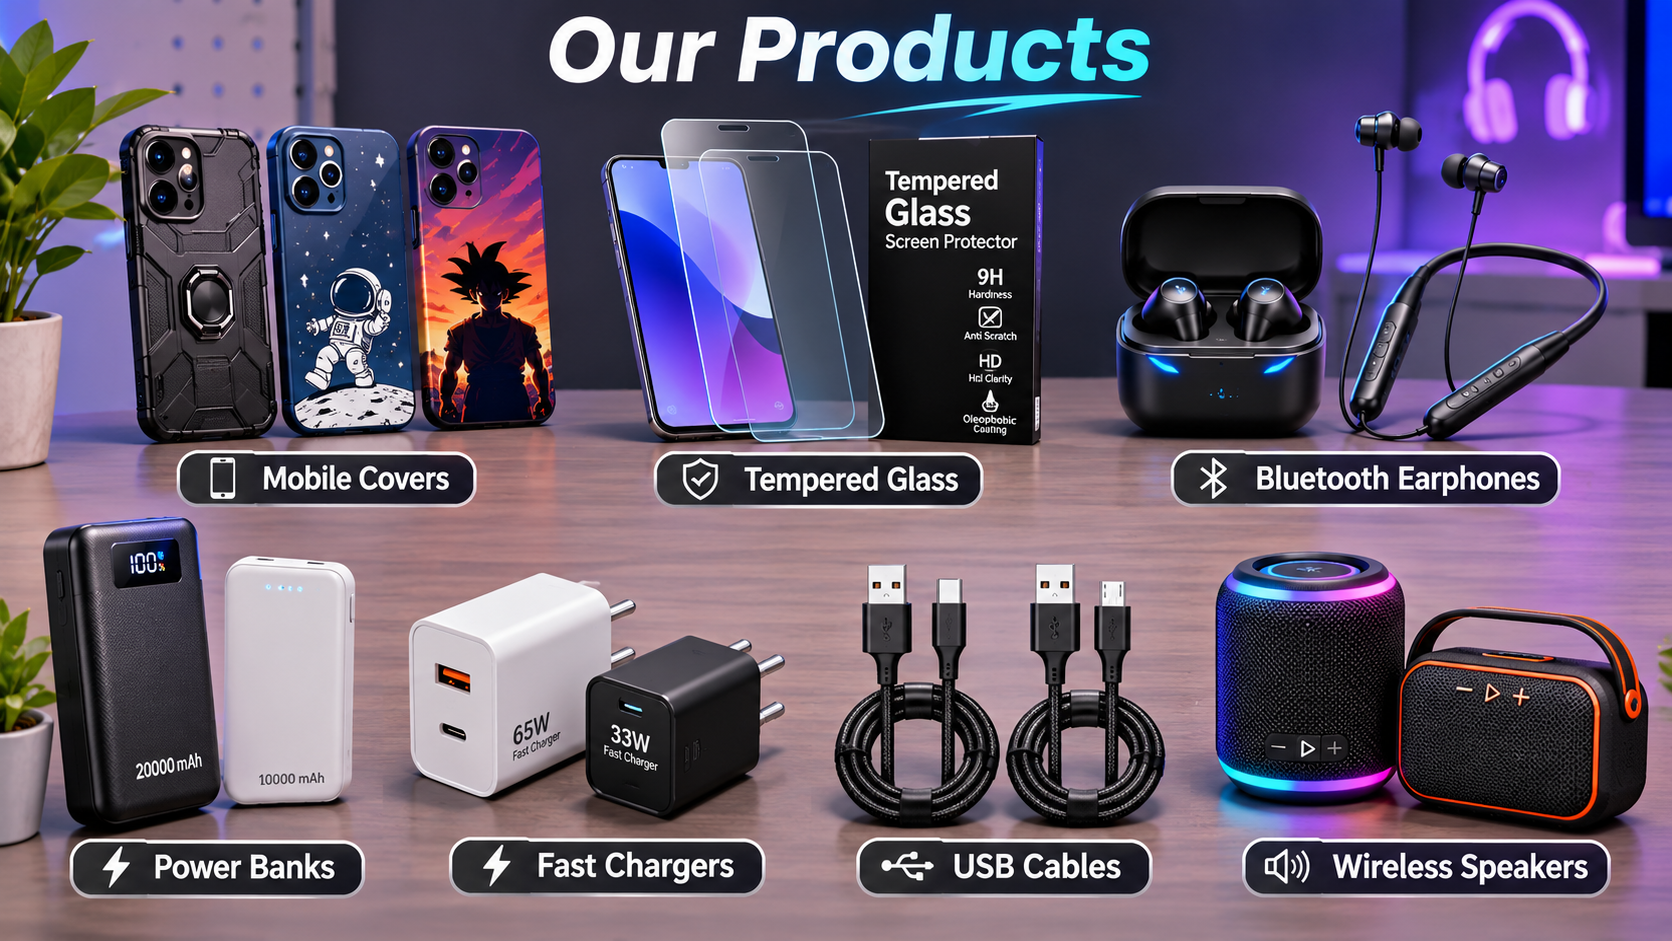 Our Products
Tempered
Glass
Screen Protector
9H
Hardness
Anti Scratch
HD
Clarity
Oleophobic
Coating
Mobile Covers
Tempered Glass
Bluetooth Earphones
100%
20000 mAh
10000 mAh
65W
Fast Charger
33W
Fast Charger
Power Banks
Fast Chargers
USB Cables
Wireless Speakers